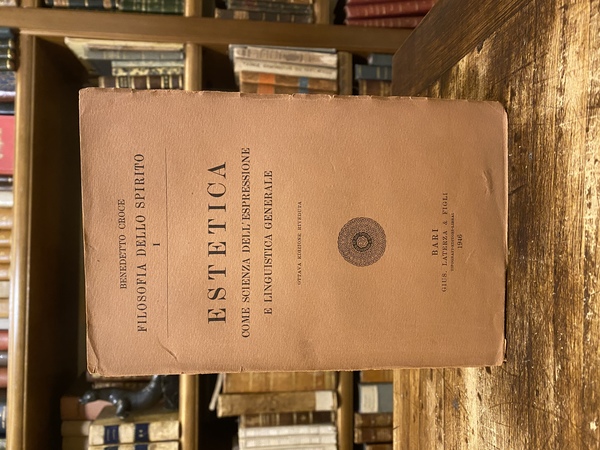 BENEDETTO CROCE
FILOSOFIA DELLO SPIRITO
I
ESTETICA
COME SCIENZA DELL'ESPRESSIONE
E LINGUISTICA GENERALE
OTTAVA EDIZIONE RIVEDUTA
BARI
GIUS. LATERZA & FIGLI
1946